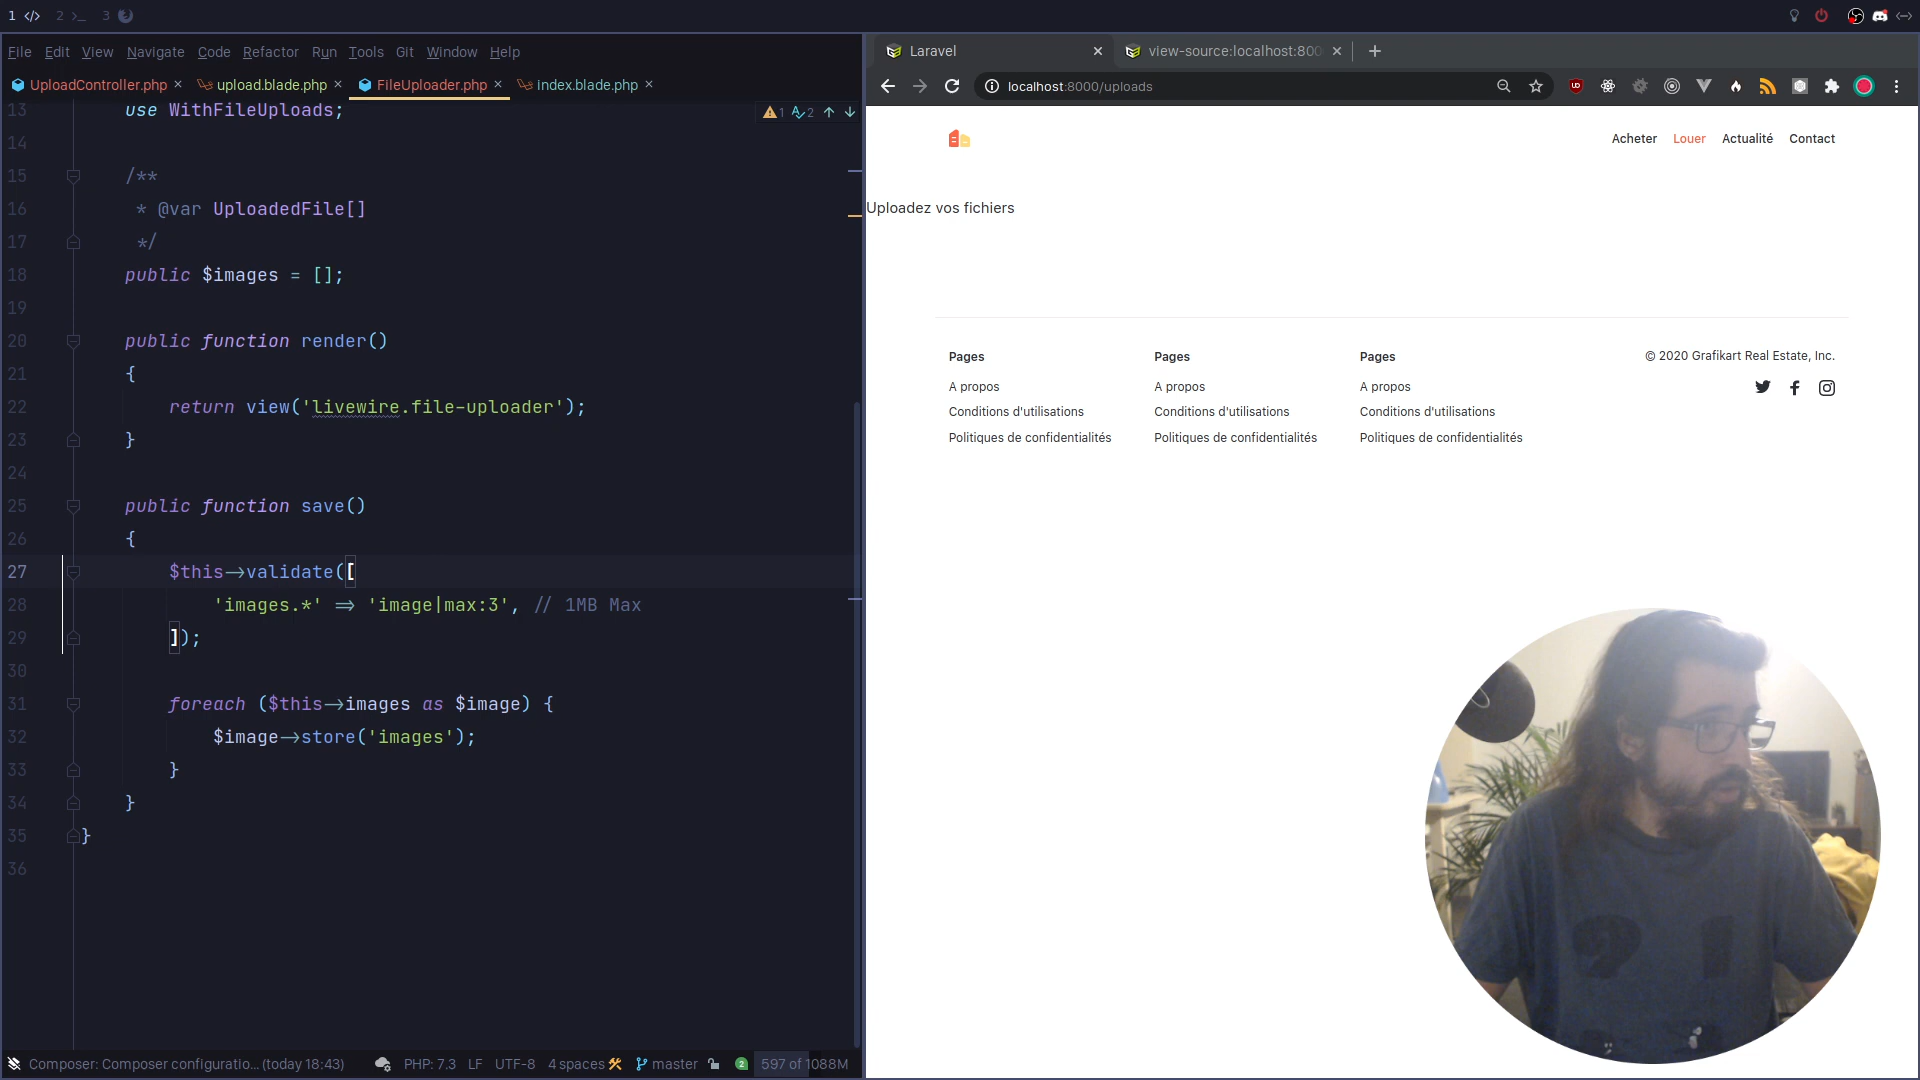 1 </> 2 >_ 3
File Edit View Navigate Code Refactor Run Tools Git Window Help
UploadController.php × upload.blade.php × FileUploader.php × index.blade.php ×
13 use WithFileUploads;
1 2
14
15 /**
16 * @var UploadedFile[]
17 */
18 public $images = [];
19
20 public function render()
21 {
22 return view('livewire.file-uploader');
23 }
24
25 public function save()
26 {
27 $this->validate([
28 'images.*' => 'image|max:3', // 1MB Max
29 ]);
30
31 foreach ($this->images as $image) {
32 $image->store('images');
33 }
34 }
35 }
36
Composer: Composer configuratio... (today 18:43) PHP: 7.3 LF UTF-8 4 spaces master 2 597 of 1088M
Laravel × view-source:localhost:800 × +
localhost:8000/uploads
Acheter Louer Actualité Contact
Uploadez vos fichiers
Pages
A propos
Conditions d'utilisations
Politiques de confidentialités
Pages
A propos
Conditions d'utilisations
Politiques de confidentialités
Pages
A propos
Conditions d'utilisations
Politiques de confidentialités
© 2020 Grafikart Real Estate, Inc.